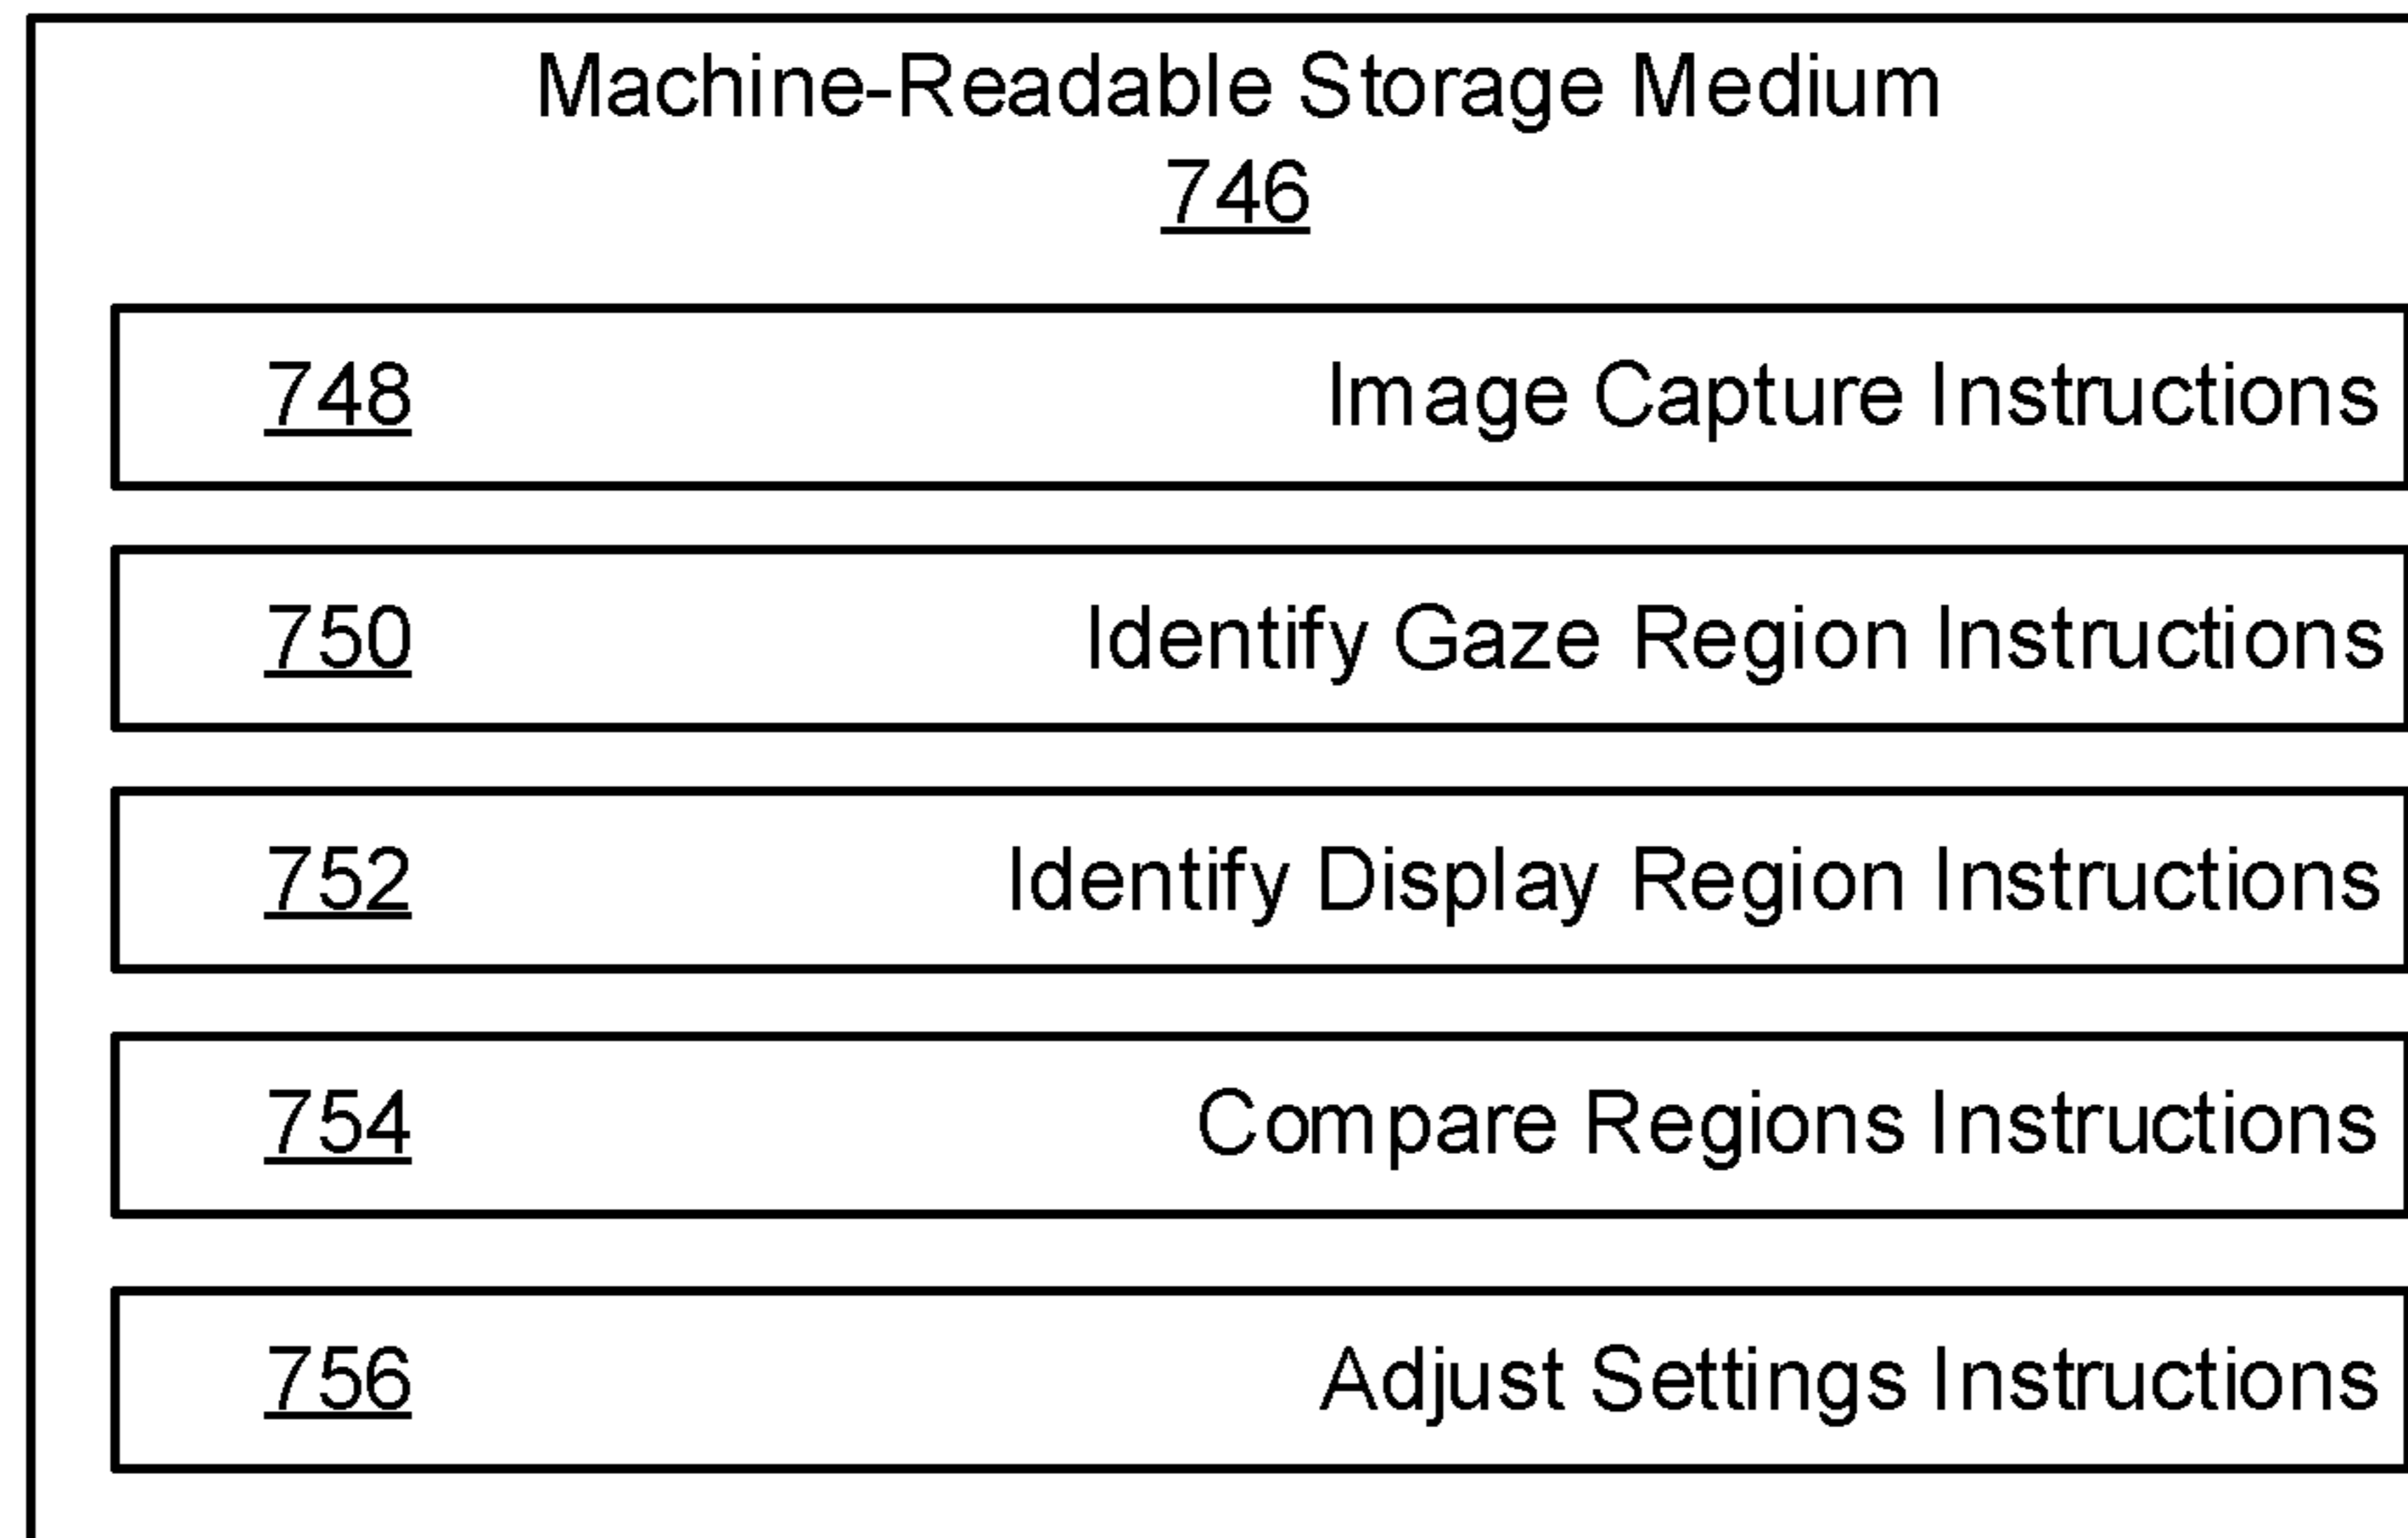 Machine-Readable Storage Medium
746
748 Image Capture Instructions
750 Identify Gaze Region Instructions
752 Identify Display Region Instructions
754 Compare Regions Instructions
756 Adjust Settings Instructions